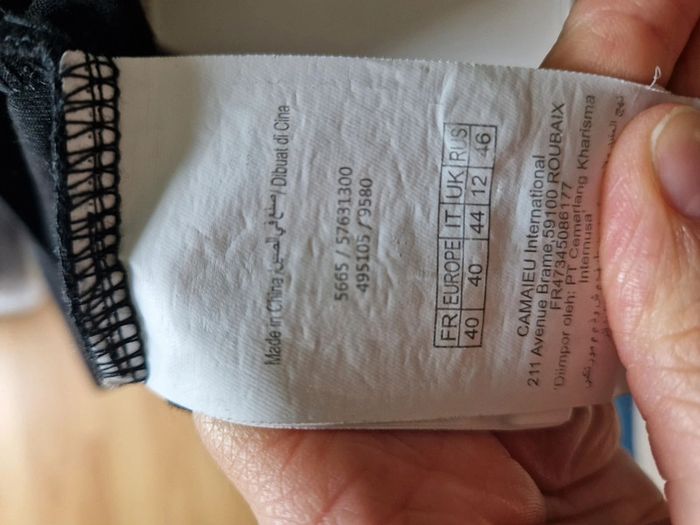 Made in China / صنع في الصين / Dibuat di Cina
5665 / 57631300
495105 / 9580
FR EUROPE IT UK RUS
40 40 44 12 46
CAMAIEU International
211 Avenue Brame 59100 ROUBAIX
FR47345086177
'Diimpor oleh: PT Cemerlang Kharisma
Internusa'